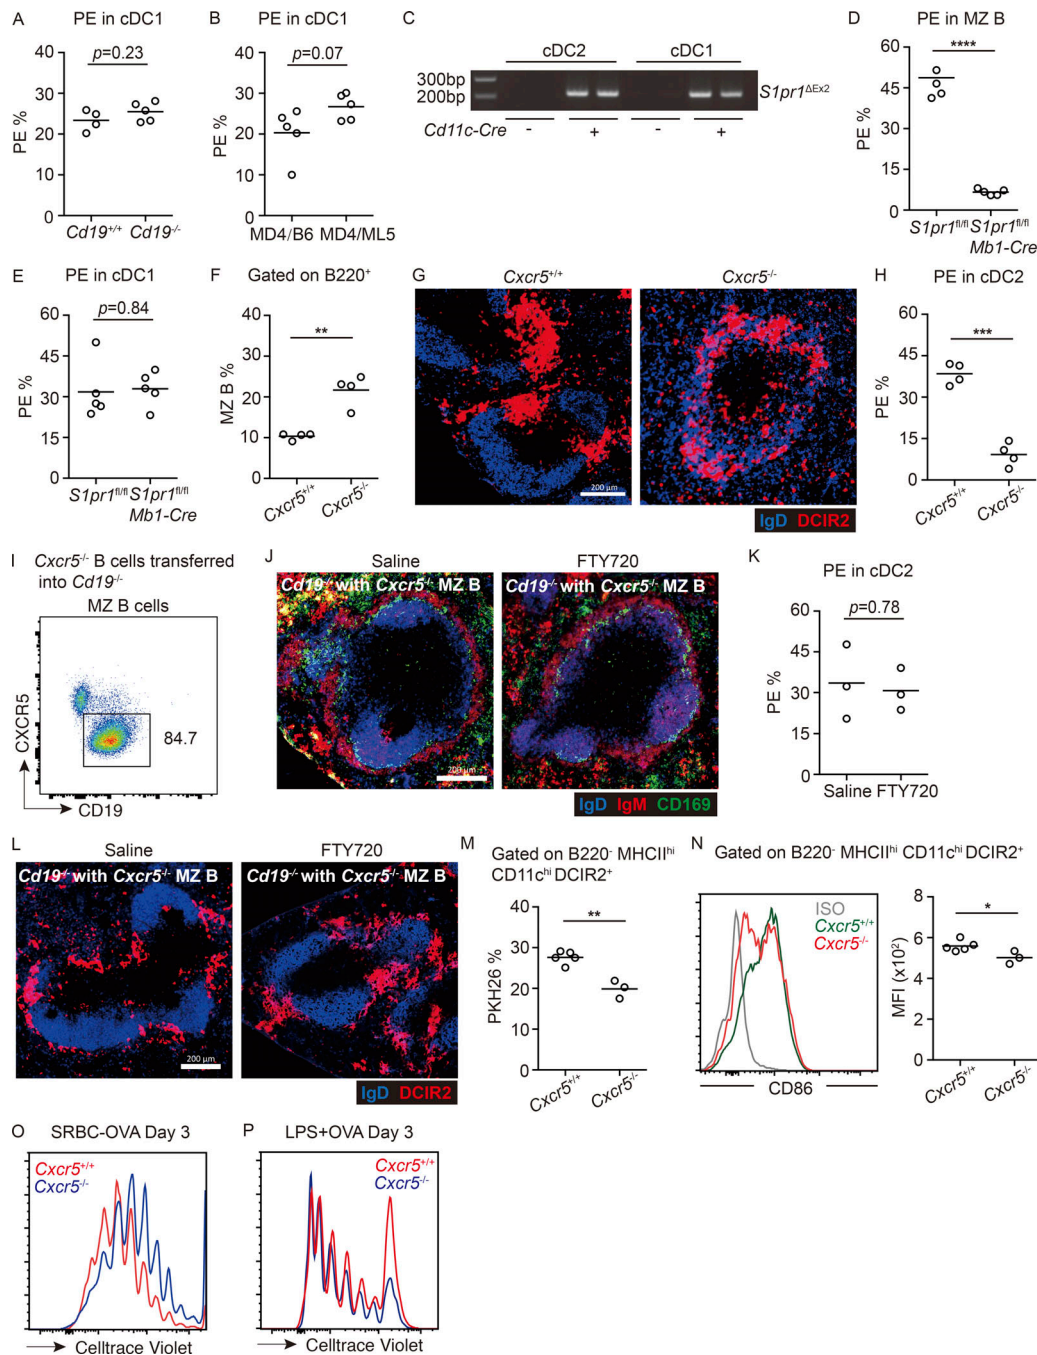 A
PE in cDC1
PE %
40
30
20
10
0
p=0.23
Cd19+/+ Cd19-/-
B
PE in cDC1
PE %
40
30
20
10
0
p=0.07
MD4/B6 MD4/ML5
C
cDC2 cDC1
300bp
200bp
S1pr1ΔEx2
Cd11c-Cre - + - +
D
PE in MZ B
PE %
60
45
30
15
0
****
S1pr1fl/fl S1pr1fl/fl
Mb1-Cre
E
PE in cDC1
PE %
60
45
30
15
0
p=0.84
S1pr1fl/fl S1pr1fl/fl
Mb1-Cre
F
Gated on B220+
MZ B %
40
30
20
10
0
**
Cxcr5+/+ Cxcr5-/-
G
Cxcr5+/+ Cxcr5-/-
200 µm
IgD DCIR2
H
PE in cDC2
PE %
60
45
30
15
0
***
Cxcr5+/+ Cxcr5-/-
I
Cxcr5-/- B cells transferred
into Cd19-/-
MZ B cells
CXCR5
84.7
CD19
J
Saline FTY720
Cd19-/- with Cxcr5-/- MZ B Cd19-/- with Cxcr5-/- MZ B
200 µm
IgD IgM CD169
K
PE in cDC2
PE %
60
45
30
15
0
p=0.78
Saline FTY720
L
Saline FTY720
Cd19-/- with Cxcr5-/- MZ B Cd19-/- with Cxcr5-/- MZ B
200 µm
IgD DCIR2
M
Gated on B220- MHCIIhi
CD11chi DCIR2+
PKH26 %
40
30
20
10
0
**
Cxcr5+/+ Cxcr5-/-
N
Gated on B220- MHCIIhi CD11chi DCIR2+
ISO
Cxcr5+/+
Cxcr5-/-
CD86
MFI (x102)
8
6
4
2
0
*
Cxcr5+/+ Cxcr5-/-
O
SRBC-OVA Day 3
Cxcr5+/+
Cxcr5-/-
Celltrace Violet
P
LPS+OVA Day 3
Cxcr5+/+
Cxcr5-/-
Celltrace Violet